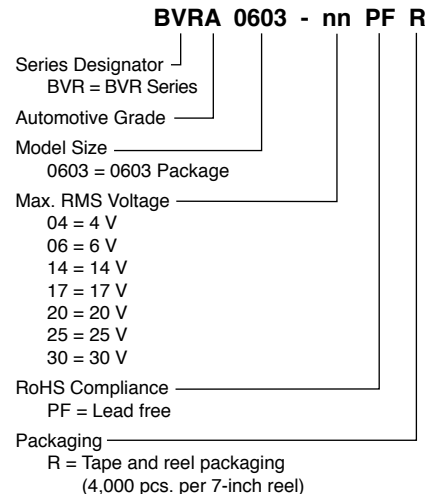 BVRA 0603 - nn PF R
Series Designator
BVR = BVR Series
Automotive Grade
Model Size
0603 = 0603 Package
Max. RMS Voltage
04 = 4 V
06 = 6 V
14 = 14 V
17 = 17 V
20 = 20 V
25 = 25 V
30 = 30 V
RoHS Compliance
PF = Lead free
Packaging
R = Tape and reel packaging
(4,000 pcs. per 7-inch reel)